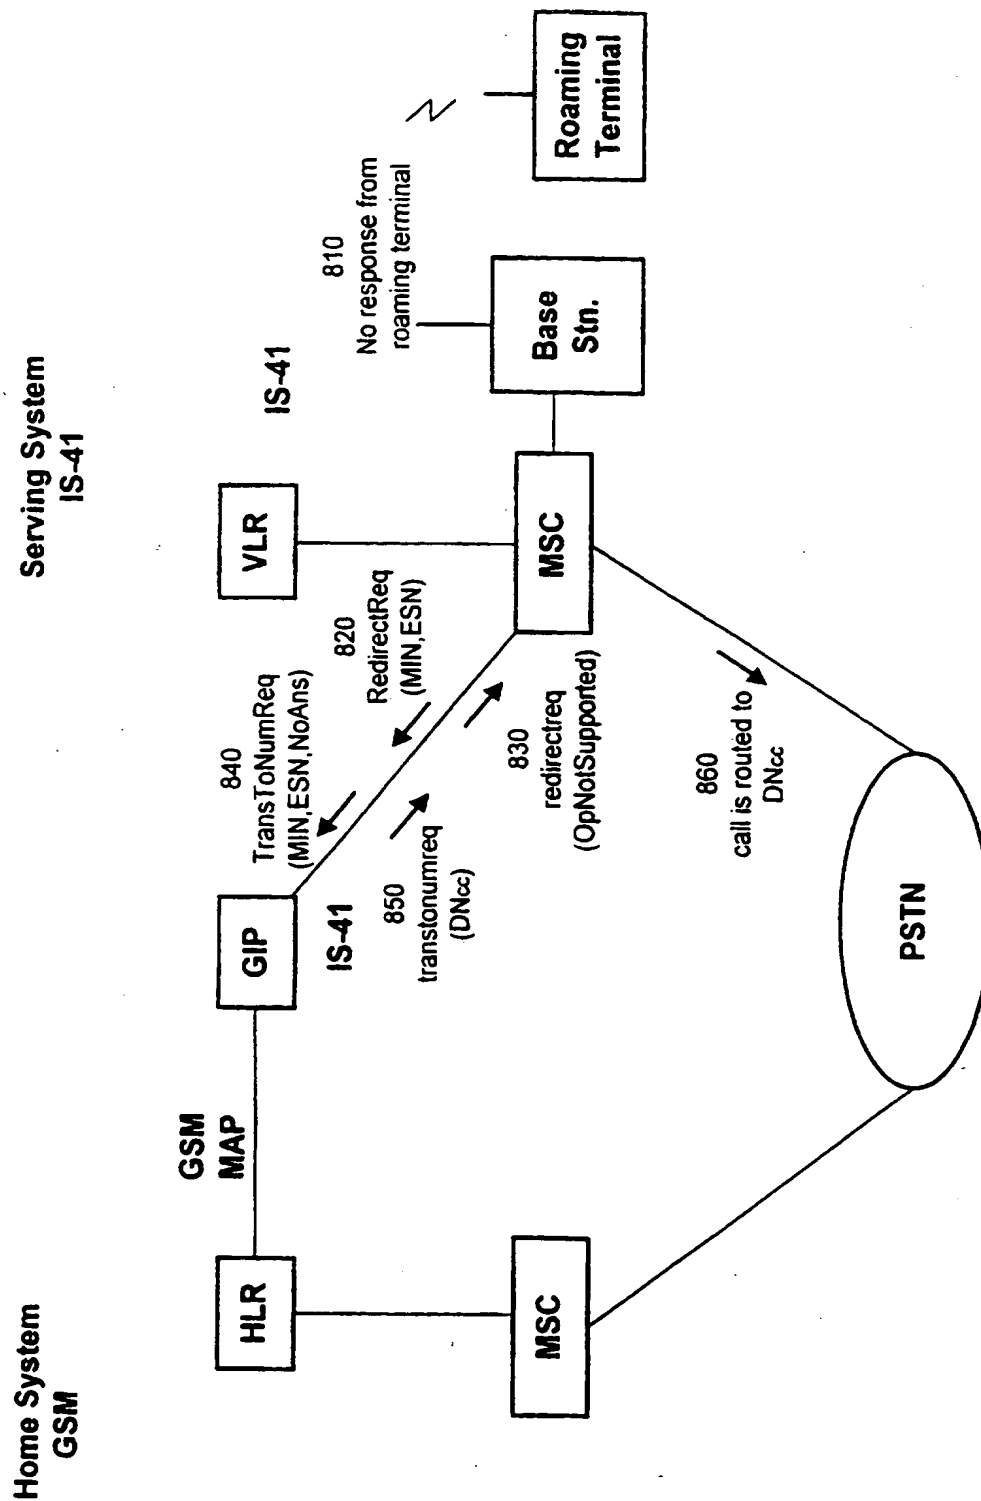 Home System
GSM
Serving System
IS-41
HLR
GSM
MAP
GIP
IS-41
840
TransToNumReq
(MIN,ESN,NoAns)
820
RedirectReq
(MIN,ESN)
VLR
IS-41
810
No response from
roaming terminal
850
transtonumreq
(DNcc)
830
redirectreq
(OpNotSupported)
MSC
MSC
Base
Stn.
Roaming
Terminal
860
call is routed to
DNcc
PSTN